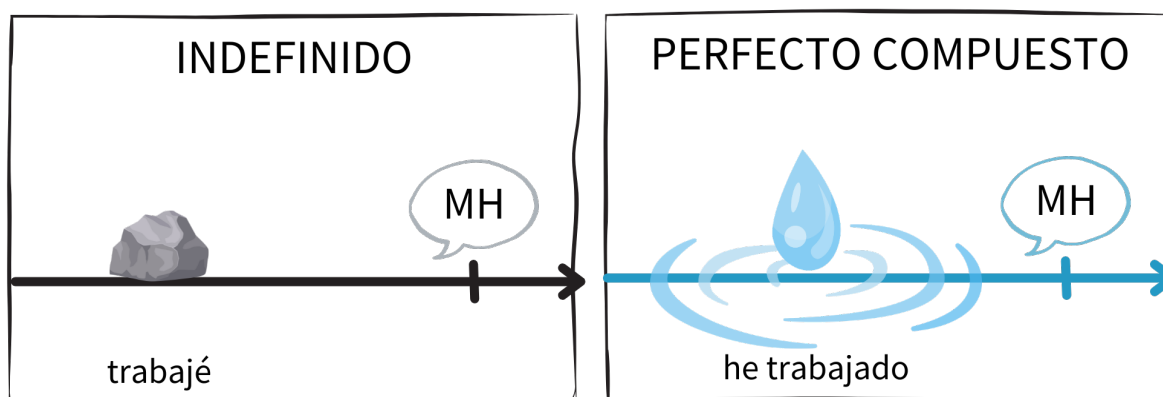 INDEFINIDO
MH
trabajé
PERFECTO COMPUESTO
MH
he trabajado